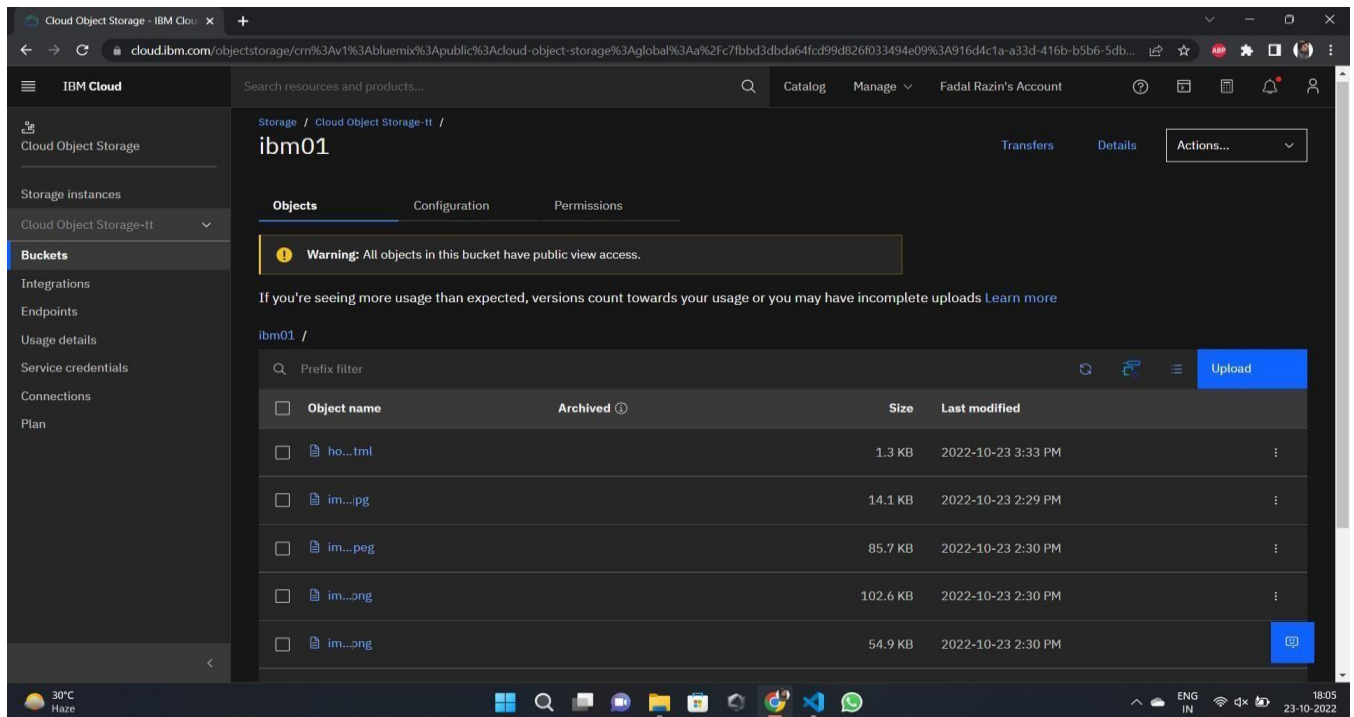 Cloud Object Storage - IBM Clou
cloud.ibm.com/objectstorage/crn%3Av1%3Abluemix%3Apublic%3Acloud-object-storage%3Aglobal%3Aa%2Fc7fbbd3dbda64fcd99d826f033494e09%3A916d4c1a-a33d-416b-b5b6-5db...
ABP
IBM Cloud
Search resources and products...
Catalog
Manage
Fadal Razin's Account
Cloud Object Storage
Storage instances
Cloud Object Storage-tt
Buckets
Integrations
Endpoints
Usage details
Service credentials
Connections
Plan
Storage / Cloud Object Storage-tt /
ibm01
Transfers
Details
Actions...
Objects
Configuration
Permissions
Warning: All objects in this bucket have public view access.
If you're seeing more usage than expected, versions count towards your usage or you may have incomplete uploads Learn more
ibm01 /
Prefix filter
Upload
Object name Archived Size Last modified
ho...tml 1.3 KB 2022-10-23 3:33 PM
im...jpg 14.1 KB 2022-10-23 2:29 PM
im...peg 85.7 KB 2022-10-23 2:30 PM
im...png 102.6 KB 2022-10-23 2:30 PM
im...png 54.9 KB 2022-10-23 2:30 PM
30°C
Haze
ENG
IN
18:05
23-10-2022